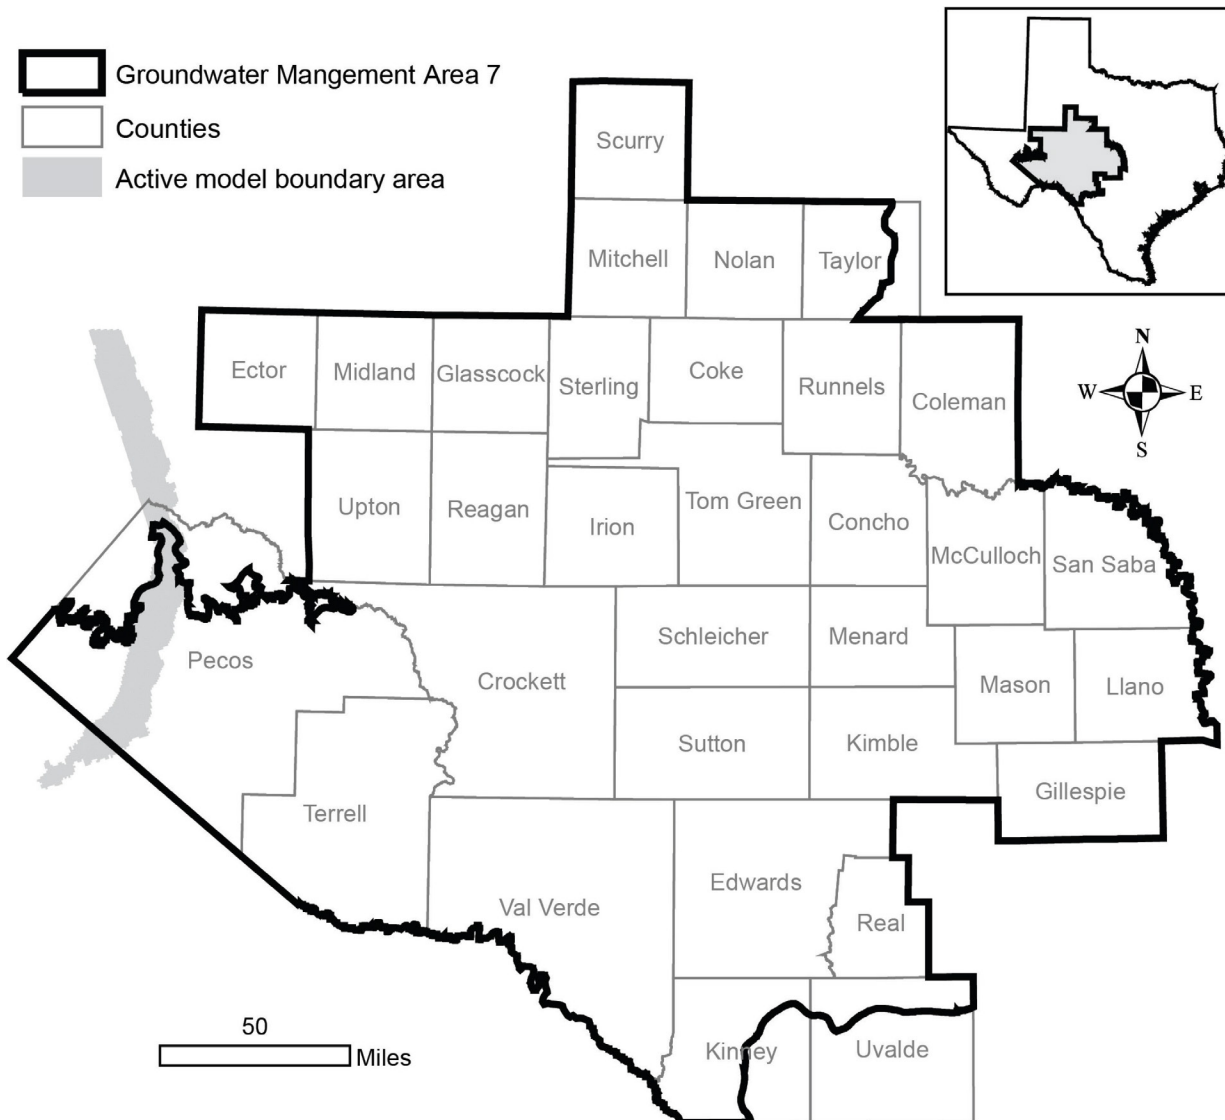 Groundwater Mangement Area 7
Counties
Active model boundary area
Scurry
Mitchell
Nolan
Taylor
Ector
Midland
Glasscock
Sterling
Coke
Runnels
Coleman
N
W
E
S
Upton
Reagan
Irion
Tom Green
Concho
McCulloch
San Saba
Pecos
Crockett
Schleicher
Menard
Mason
Llano
Sutton
Kimble
Gillespie
Terrell
Val Verde
Edwards
Real
Kinney
Uvalde
50
Miles